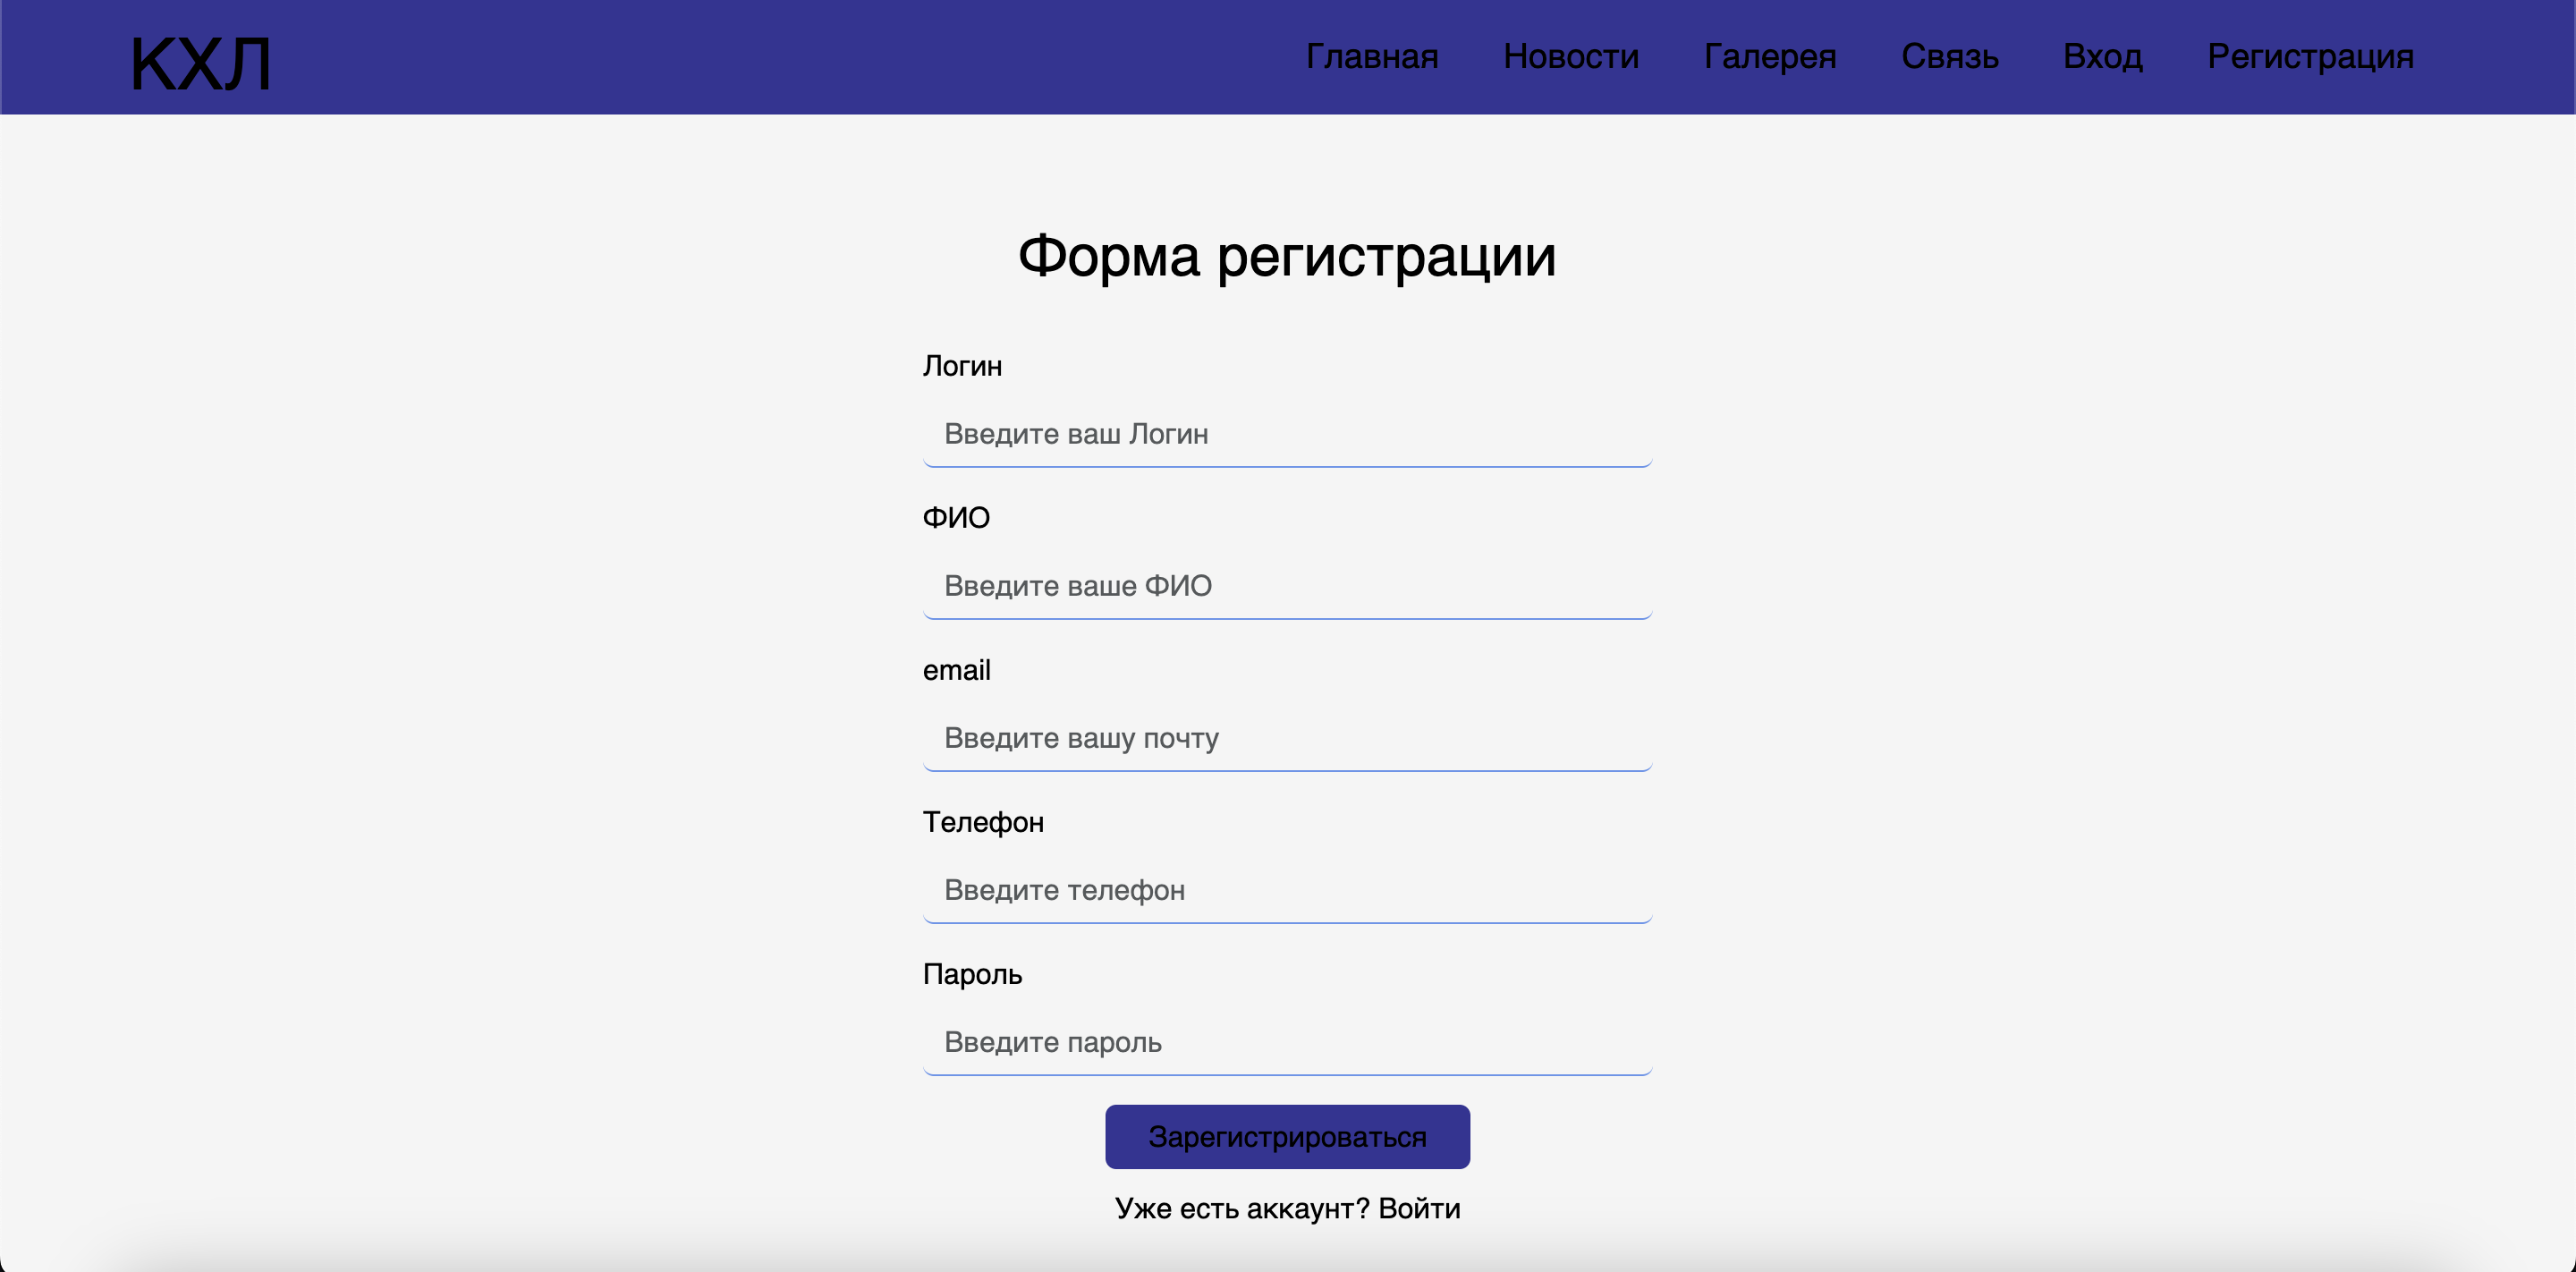 КХЛ
Главная Новости Галерея Связь Вход Регистрация
Форма регистрации
Логин
Введите ваш Логин
ФИО
Введите ваше ФИО
email
Введите вашу почту
Телефон
Введите телефон
Пароль
Введите пароль
Зарегистрироваться
Уже есть аккаунт? Войти